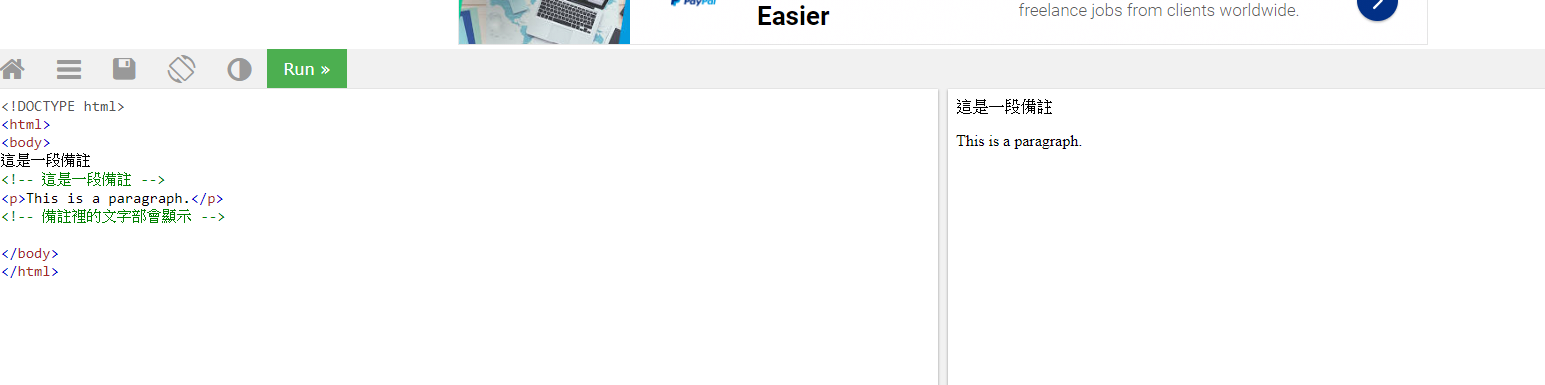 PayPal
Easier
freelance jobs from clients worldwide.
Run »
<!DOCTYPE html>
<html>
<body>
這是一段備註
<!-- 這是一段備註 -->
<p>This is a paragraph.</p>
<!-- 備註裡的文字部會顯示 -->
</body>
</html>
這是一段備註
This is a paragraph.